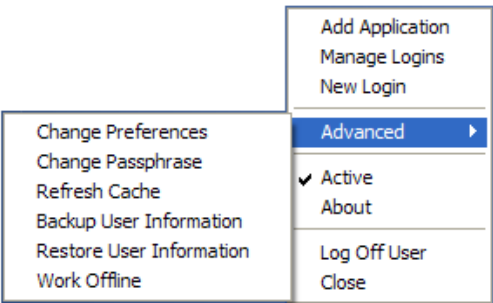 Add Application
Manage Logins
New Login
Advanced
Change Preferences
Change Passphrase
Refresh Cache
Backup User Information
Restore User Information
Work Offline
Active
About
Log Off User
Close